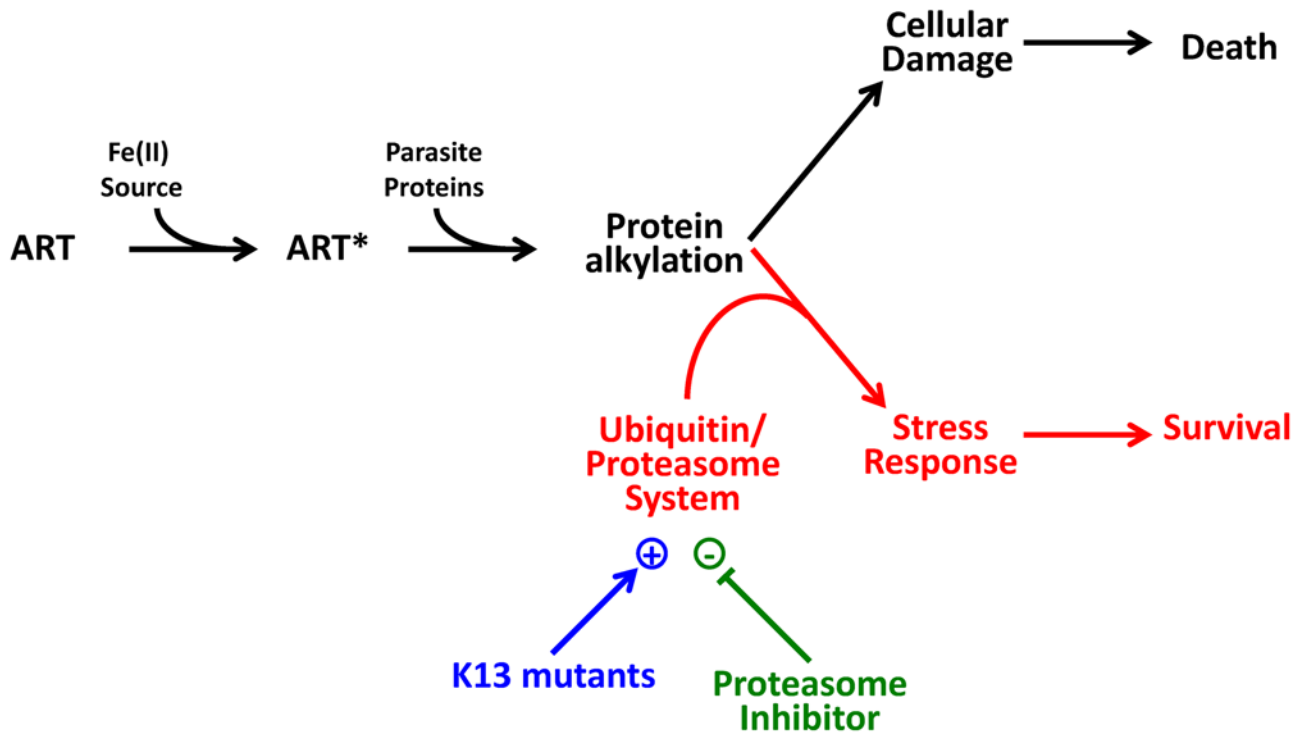 Cellular
Damage
Death
Fe(II)
Source
Parasite
Proteins
ART
ART*
Protein
alkylation
Ubiquitin/
Proteasome
System
Stress
Response
Survival
+
-
K13 mutants
Proteasome
Inhibitor